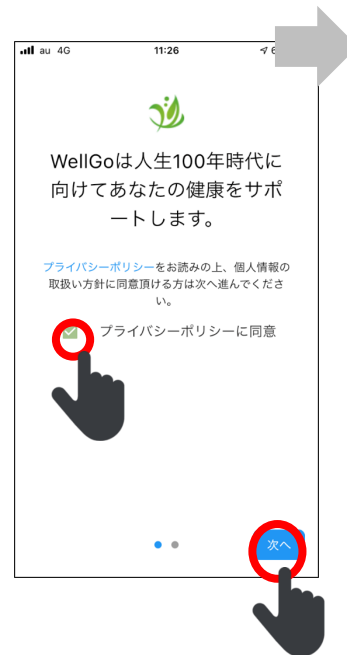 au 4G 11:26
WellGoは人生100年時代に
向けてあなたの健康をサポ
ートします。
プライバシーポリシーをお読みの上、個人情報の
取扱い方針に同意頂ける方は次へ進んでくださ
い。
プライバシーポリシーに同意
次へ